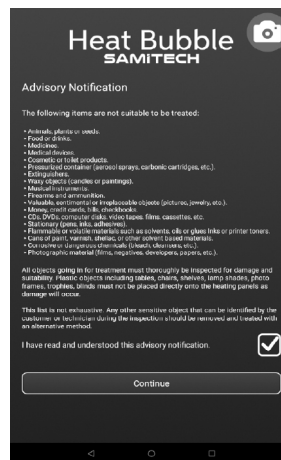 Heat Bubble
SAMiTECH
Advisory Notification
The following items are not suitable to be treated:
• Animals, plants or seeds.
• Food or drinks.
• Medicines.
• Medical devices.
• Cosmetic or toilet products.
• Pressurized container (aerosol sprays, carbonic cartridges, etc.).
• Extinguishers.
• Waxy objects (candles or paintings).
• Musical instruments.
• Firearms and ammunition.
• Valuable, sentimental or irreplaceable objects (pictures, jewelry, etc.).
• Money, credit cards, bills, checkbooks.
• CDs, DVDs, computer disks, video tapes, films, cassettes, etc.
• Stationary (pens, inks, adhesives).
• Flammable or volatile materials such as solvents, oils or glues inks or printer toners.
• Cans of paint, varnish, shellac, or other solvent based materials.
• Corrosive or dangerous chemicals (bleach, cleaners, etc.).
• Photographic material (films, negatives, developers, papers, etc.).
All objects going in for treatment must thoroughly be inspected for damage and
suitability. Plastic objects including tables, chairs, shelves, lamp shades, photo
frames, trophies, blinds must not be placed directly onto the heating panels as
damage will occur.
This list is not exhaustive. Any other sensitive object that can be identified by the
customer or technician during the inspection should be removed and treated with
an alternative method.
I have read and understood this advisory notification.
Continue